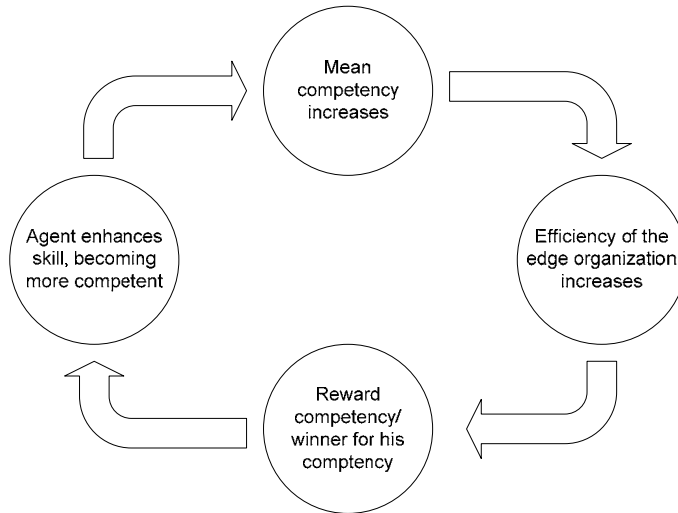 Mean
competency
increases
Efficiency of the
edge organization
increases
Reward
competency/
winner for his
comptency
Agent enhances
skill, becoming
more competent